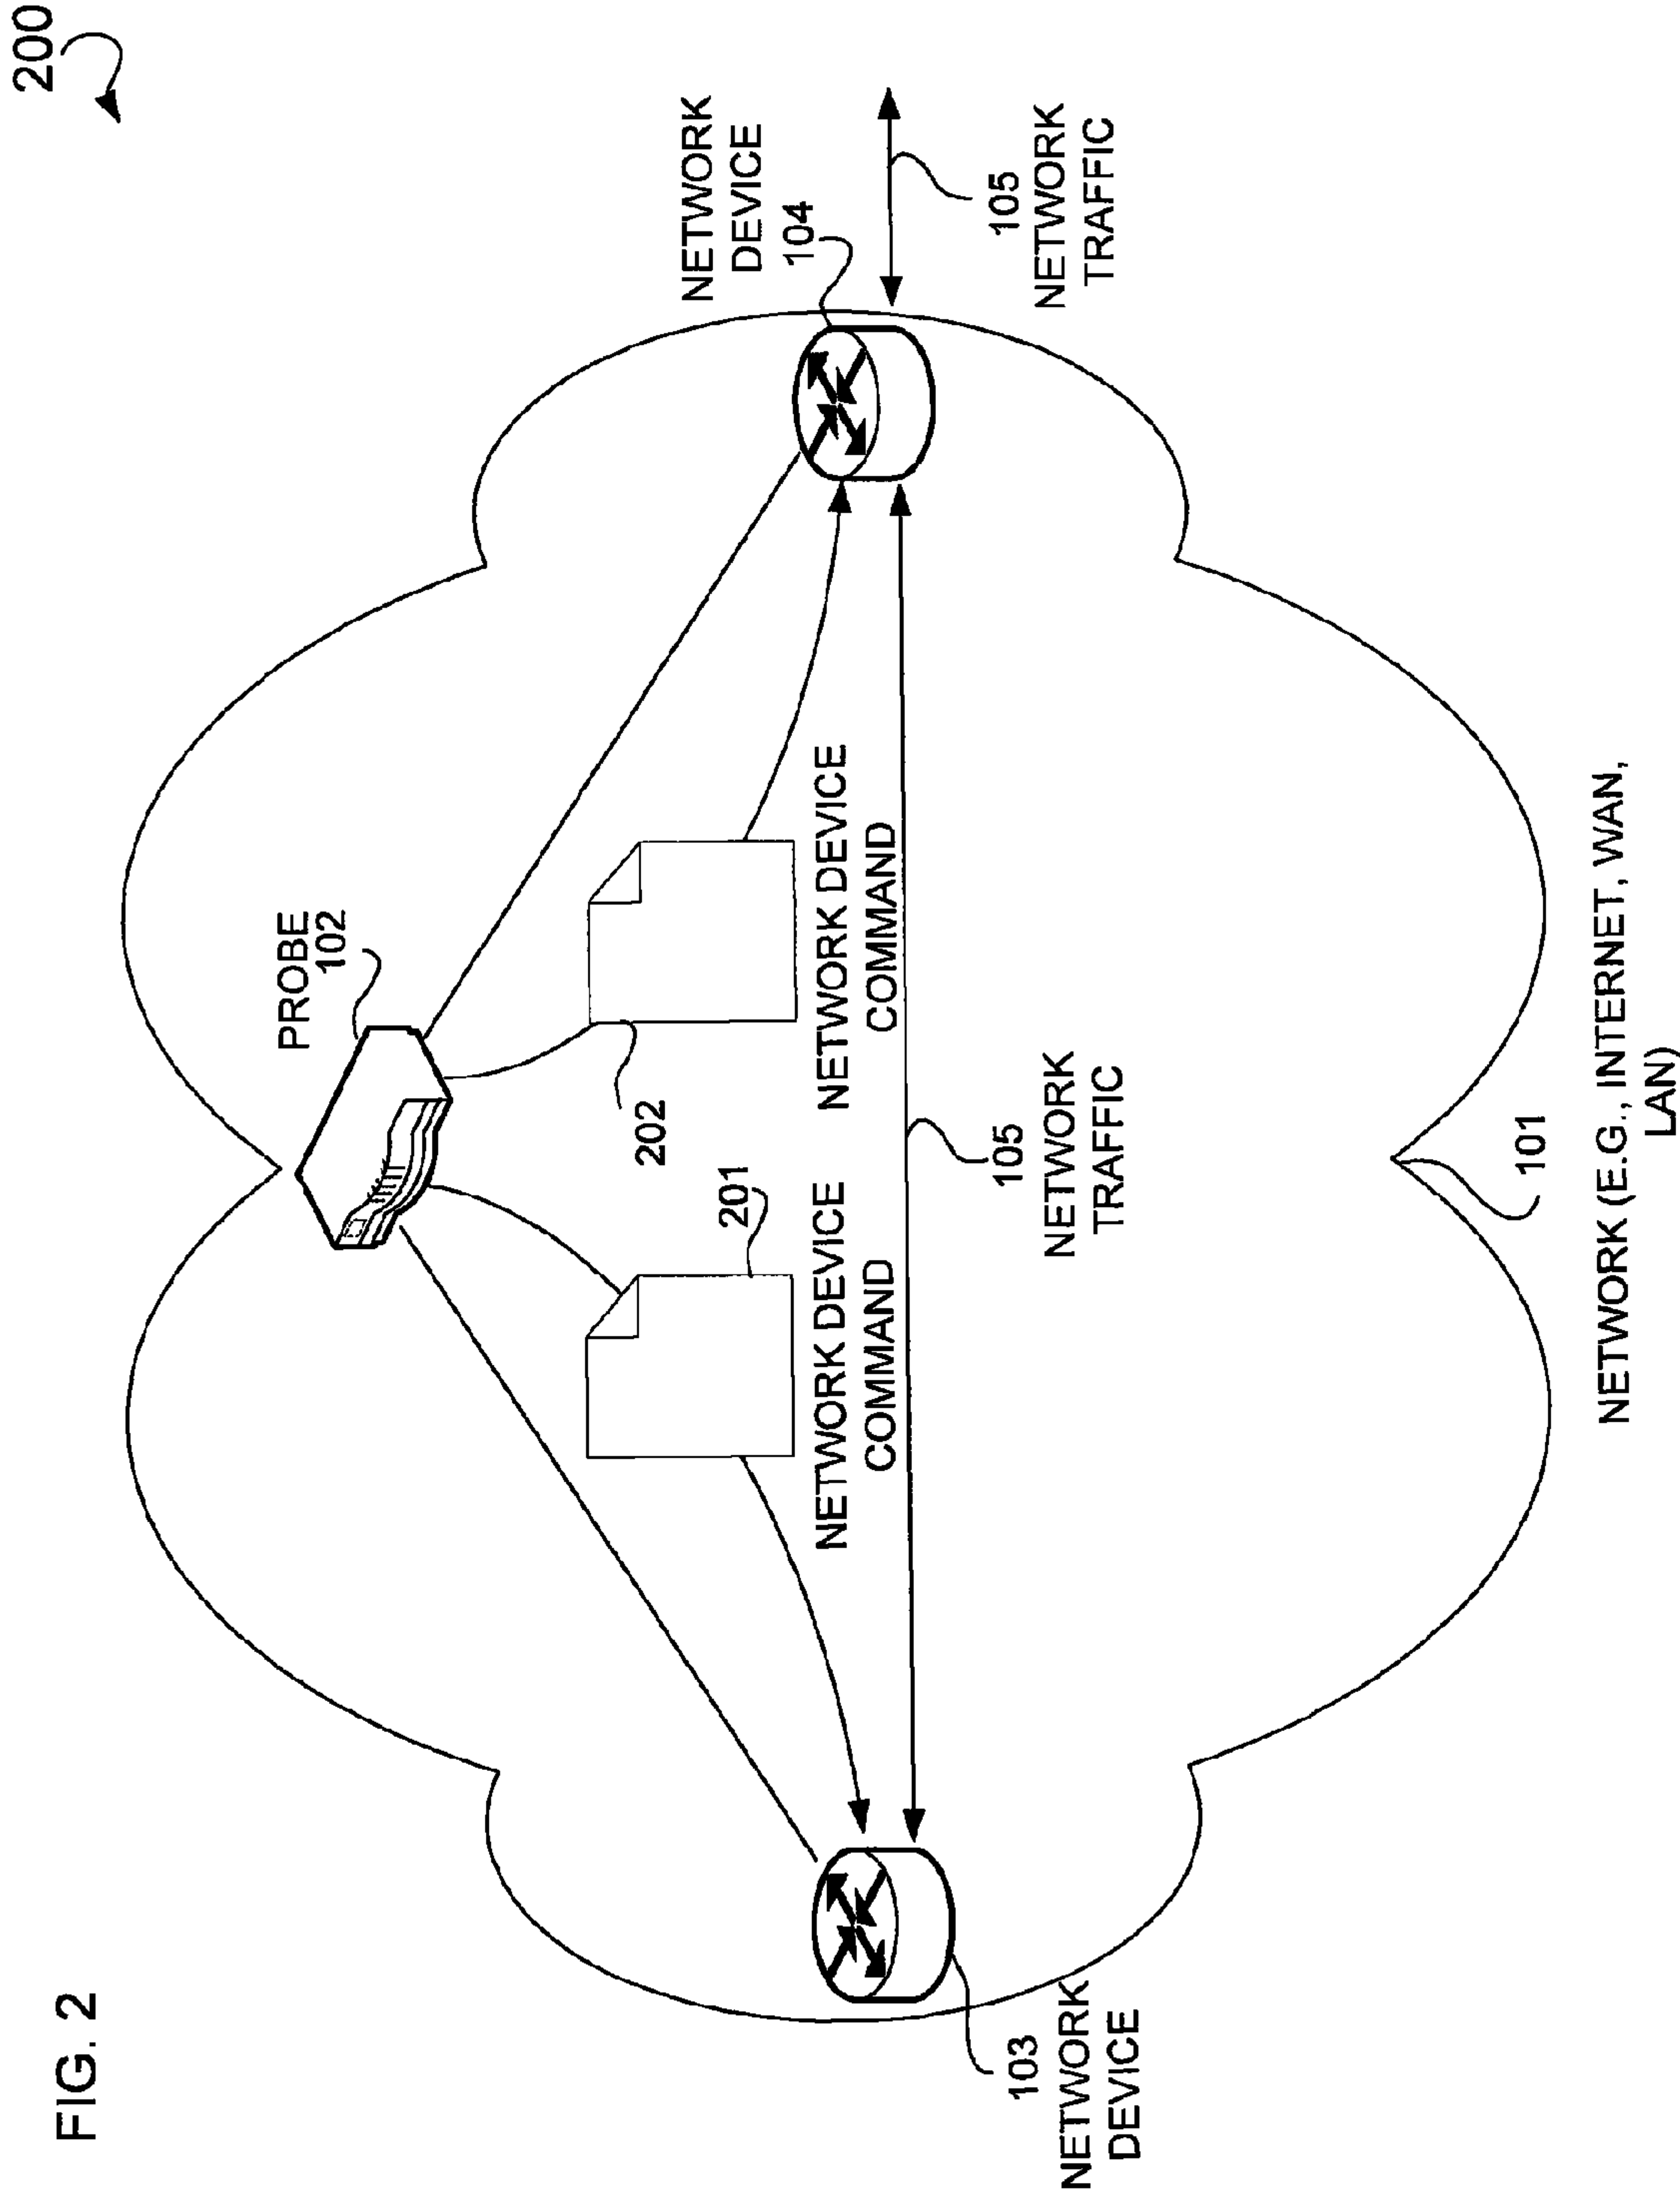 FIG. 2
200
PROBE
102
NETWORK
DEVICE
104
201
202
NETWORK DEVICE
COMMAND
NETWORK DEVICE
COMMAND
105
NETWORK
TRAFFIC
105
NETWORK
TRAFFIC
103
NETWORK
DEVICE
101
NETWORK (E.G., INTERNET, WAN,
LAN)